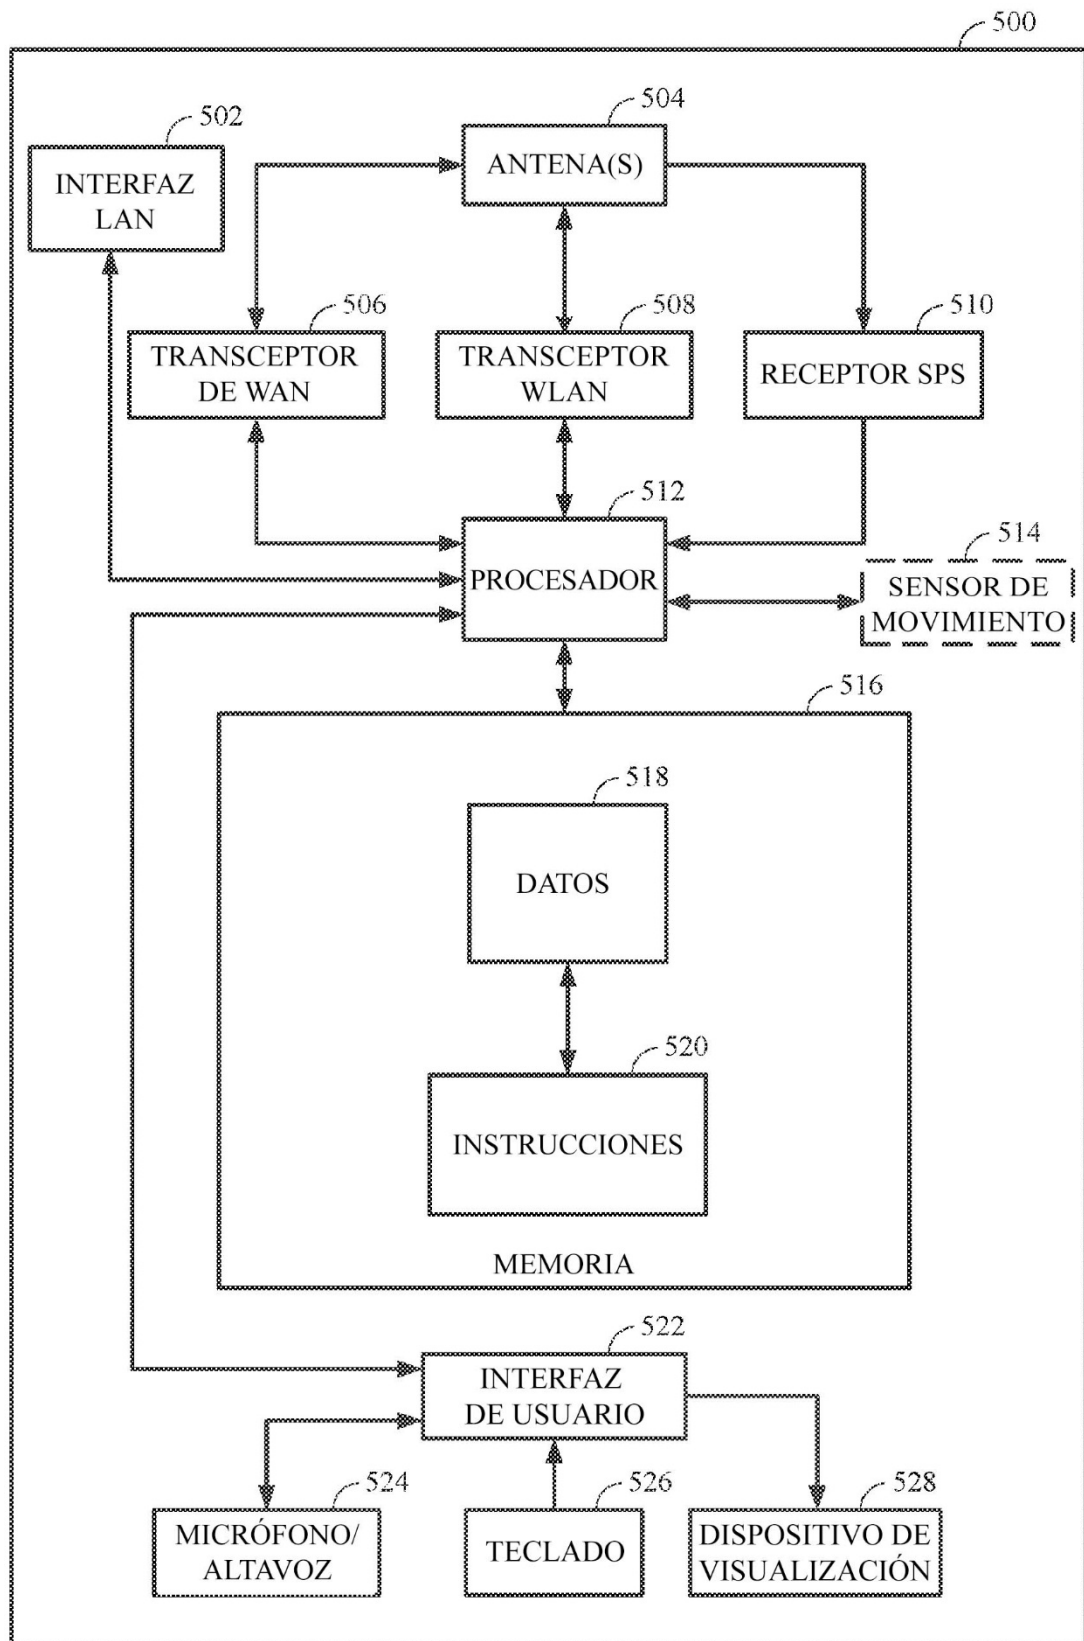 500
502
504
INTERFAZ
LAN
ANTENA(S)
506
508
510
TRANSCEPTOR
DE WAN
TRANSCEPTOR
WLAN
RECEPTOR SPS
512
514
PROCESADOR
SENSOR DE
MOVIMIENTO
516
518
DATOS
520
INSTRUCCIONES
MEMORIA
522
INTERFAZ
DE USUARIO
524
526
528
MICRÓFONO/
ALTAVOZ
TECLADO
DISPOSITIVO DE
VISUALIZACIÓN